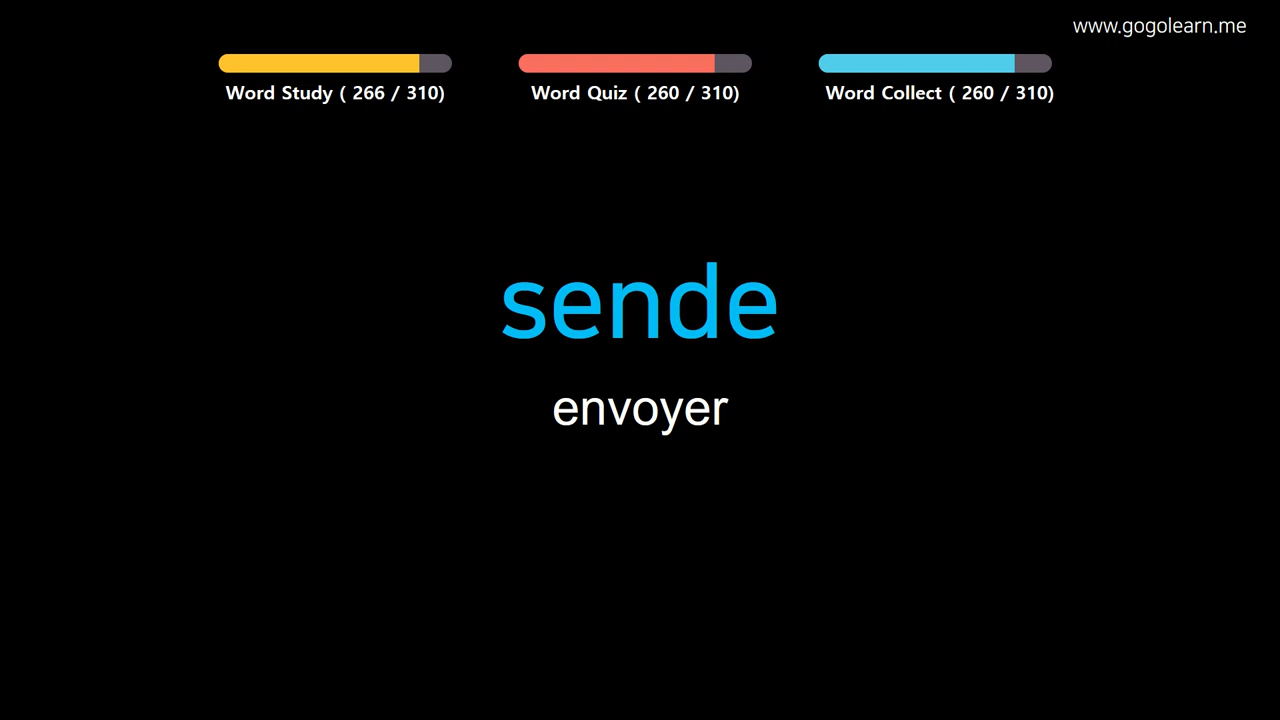 www.gogolearn.me
Word Study ( 266 / 310)
Word Quiz ( 260 / 310)
Word Collect ( 260 / 310)
sende
envoyer